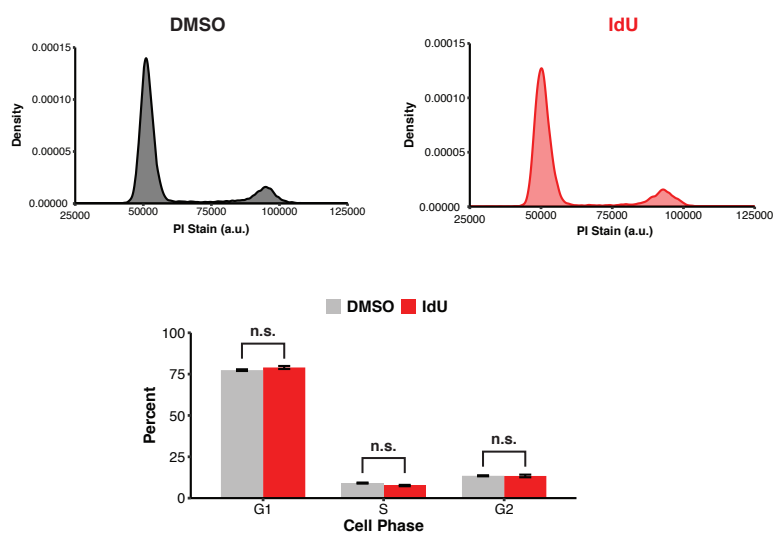 DMSO
0.00015
0.00010
0.00005
0.00000
Density
25000 50000 75000 100000 125000
PI Stain (a.u.)
IdU
0.00015
0.00010
0.00005
0.00000
Density
25000 50000 75000 100000 125000
PI Stain (a.u.)
DMSO IdU
100
75
50
25
0
Percent
n.s.
n.s.
n.s.
G1 S G2
Cell Phase